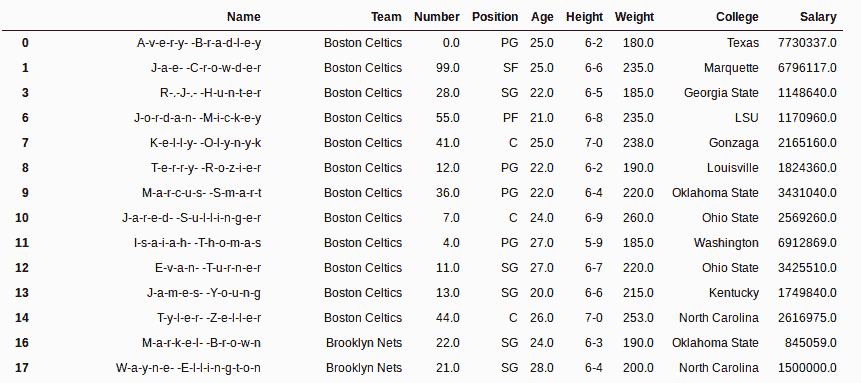 Name Team Number Position Age Height Weight College Salary
0 A-v-e-r-y- -B-r-a-d-l-e-y Boston Celtics 0.0 PG 25.0 6-2 180.0 Texas 7730337.0
1 J-a-e- -C-r-o-w-d-e-r Boston Celtics 99.0 SF 25.0 6-6 235.0 Marquette 6796117.0
3 R-.-J-.- -H-u-n-t-e-r Boston Celtics 28.0 SG 22.0 6-5 185.0 Georgia State 1148640.0
6 J-o-r-d-a-n- -M-i-c-k-e-y Boston Celtics 55.0 PF 21.0 6-8 235.0 LSU 1170960.0
7 K-e-l-l-y- -O-l-y-n-y-k Boston Celtics 41.0 C 25.0 7-0 238.0 Gonzaga 2165160.0
8 T-e-r-r-y- -R-o-z-i-e-r Boston Celtics 12.0 PG 22.0 6-2 190.0 Louisville 1824360.0
9 M-a-r-c-u-s- -S-m-a-r-t Boston Celtics 36.0 PG 22.0 6-4 220.0 Oklahoma State 3431040.0
10 J-a-r-e-d- -S-u-l-l-i-n-g-e-r Boston Celtics 7.0 C 24.0 6-9 260.0 Ohio State 2569260.0
11 I-s-a-i-a-h- -T-h-o-m-a-s Boston Celtics 4.0 PG 27.0 5-9 185.0 Washington 6912869.0
12 E-v-a-n- -T-u-r-n-e-r Boston Celtics 11.0 SG 27.0 6-7 220.0 Ohio State 3425510.0
13 J-a-m-e-s- -Y-o-u-n-g Boston Celtics 13.0 SG 20.0 6-6 215.0 Kentucky 1749840.0
14 T-y-l-e-r- -Z-e-l-l-e-r Boston Celtics 44.0 C 26.0 7-0 253.0 North Carolina 2616975.0
16 M-a-r-k-e-l- -B-r-o-w-n Brooklyn Nets 22.0 SG 24.0 6-3 190.0 Oklahoma State 845059.0
17 W-a-y-n-e- -E-l-l-i-n-g-t-o-n Brooklyn Nets 21.0 SG 28.0 6-4 200.0 North Carolina 1500000.0